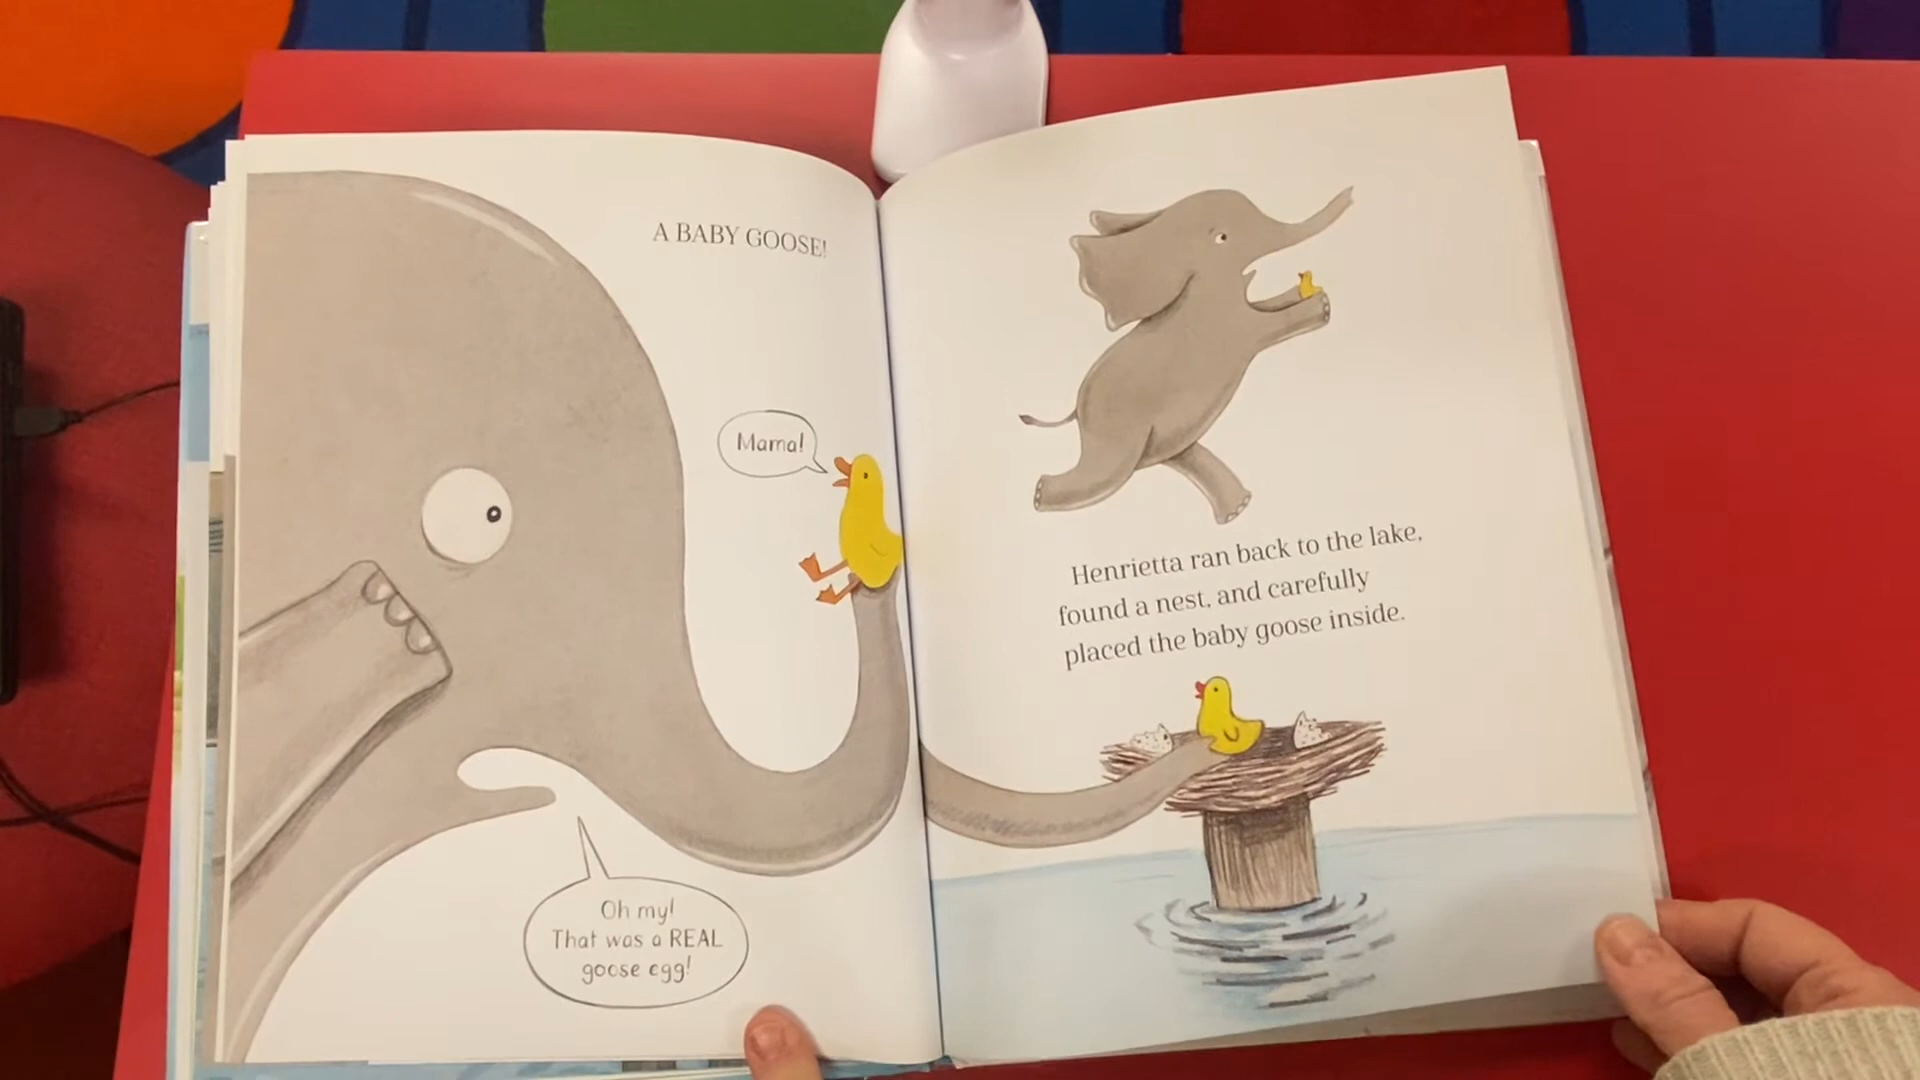 A BABY GOOSE!
Mama!
Oh my!
That was a REAL
goose egg!
Henrietta ran back to the lake,
found a nest, and carefully
placed the baby goose inside.